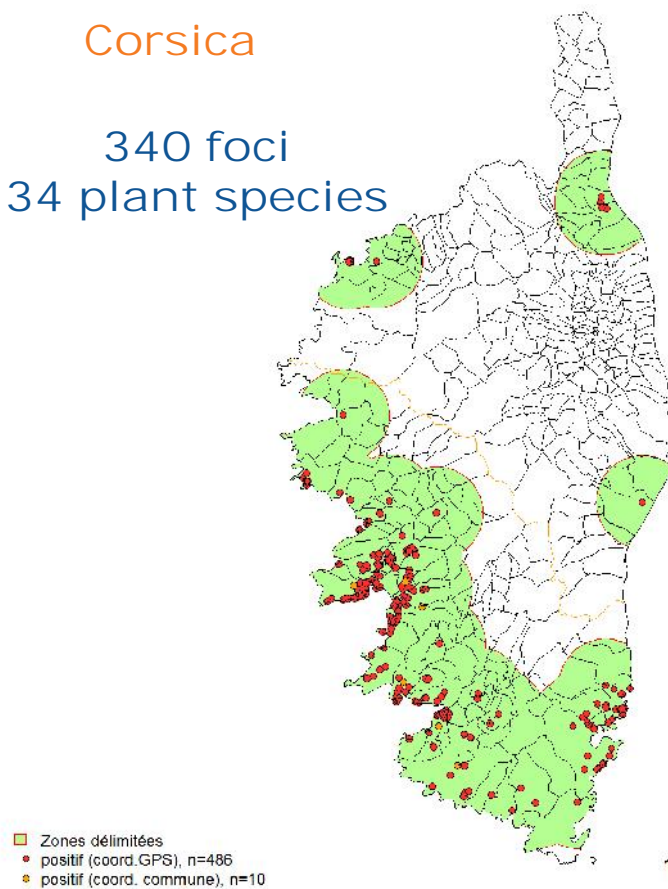 Corsica
340 foci
34 plant species
Zones délimitées
positif (coord.GPS), n=486
positif (coord. commune), n=10